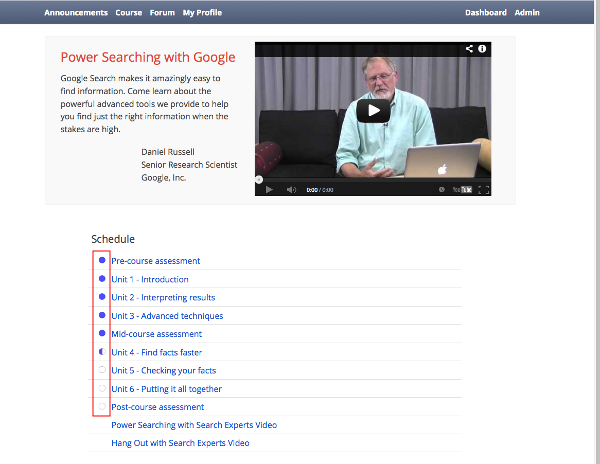 Announcements Course Forum My Profile Dashboard Admin
Power Searching with Google
Google Search makes it amazingly easy to
find information. Come learn about the
powerful advanced tools we provide to help
you find just the right information when the
stakes are high.
Daniel Russell
Senior Research Scientist
Google, Inc.
0:00 / 0:00
YouTube
Schedule
Pre-course assessment
Unit 1 - Introduction
Unit 2 - Interpreting results
Unit 3 - Advanced techniques
Mid-course assessment
Unit 4 - Find facts faster
Unit 5 - Checking your facts
Unit 6 - Putting it all together
Post-course assessment
Power Searching with Search Experts Video
Hang Out with Search Experts Video